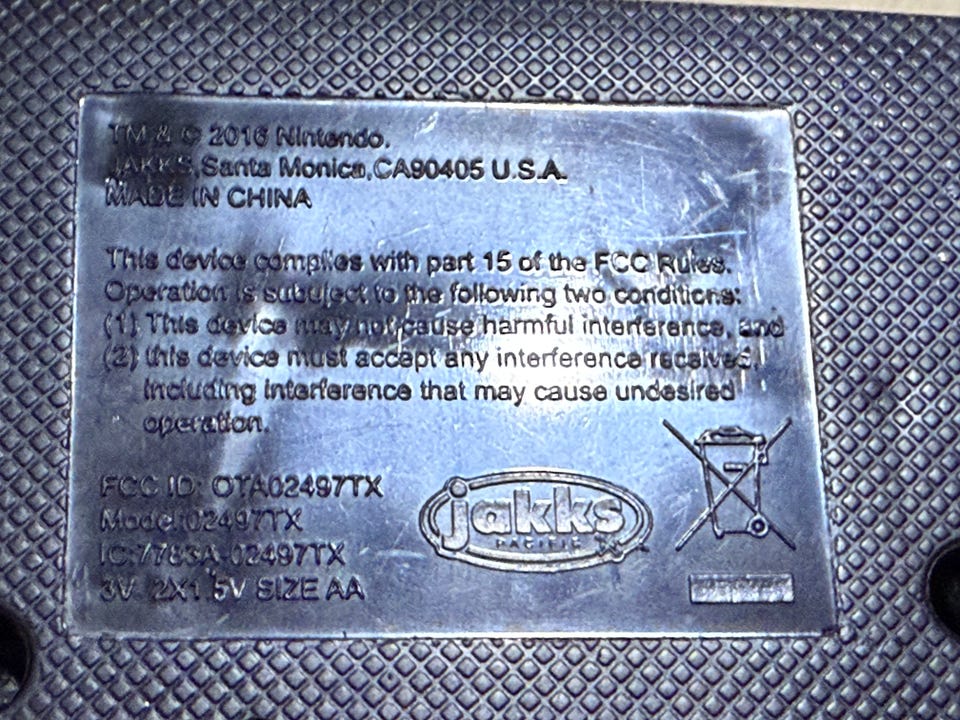 TM & © 2016 Nintendo.
JAKKS,Santa Monica,CA90405 U.S.A.
MADE IN CHINA
This device complies with part 15 of the FCC Rules.
Operation is subuject to the following two conditions:
(1) This device may not cause harmful interference, and
(2) this device must accept any interference received,
including interference that may cause undesired
operation.
FCC ID: OTA02497TX
Model:02497TX
IC:7783A-02497TX
3V 2X1.5V SIZE AA
jakks
PACIFIC